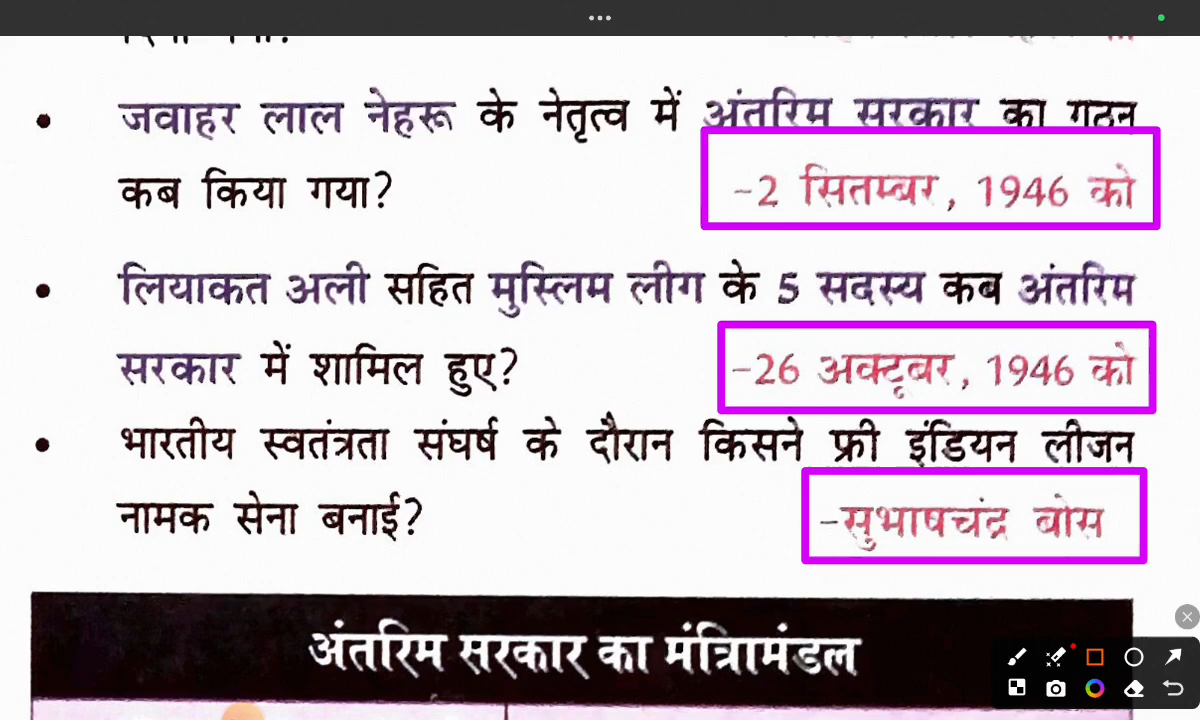 • जवाहर लाल नेहरू के नेतृत्व में अंतरिम सरकार का गठन
कब किया गया? -2 सितम्बर, 1946 को
• लियाकत अली सहित मुस्लिम लीग के 5 सदस्य कब अंतरिम
सरकार में शामिल हुए? -26 अक्टूबर, 1946 को
• भारतीय स्वतंत्रता संघर्ष के दौरान किसने फ्री इंडियन लीजन
नामक सेना बनाई? -सुभाषचंद्र बोस
अंतरिम सरकार का मंत्रिामंडल